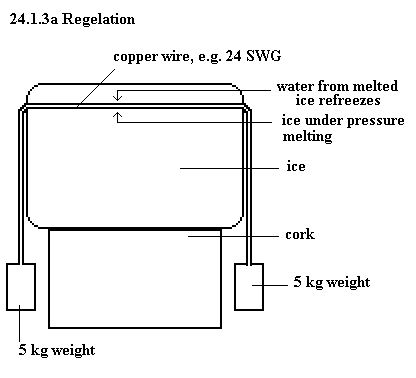 24.1.3a Regelation
copper wire, e.g. 24 SWG
water from melted
ice refreezes
ice under pressure
melting
ice
cork
5 kg weight
5 kg weight